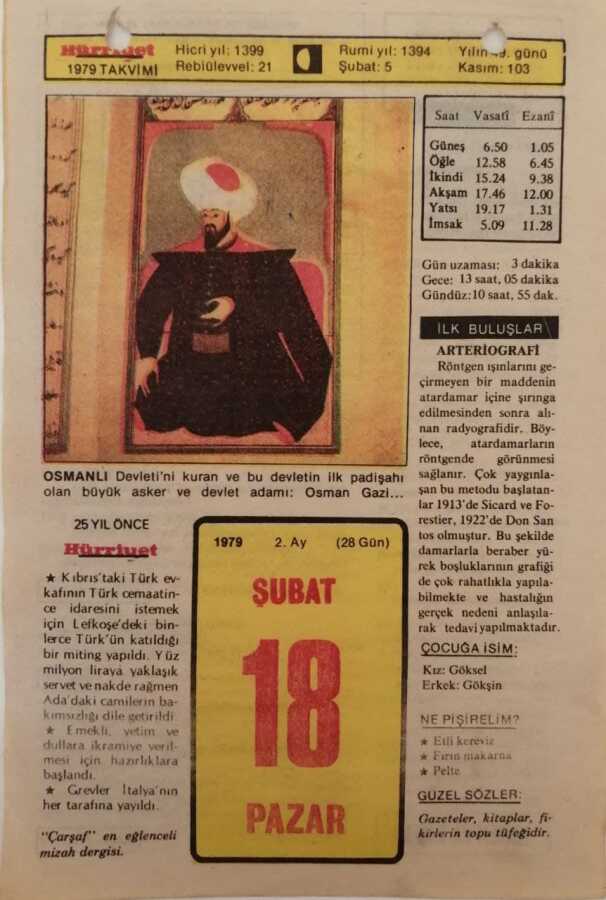 Hürriyet
1979 TAKVİMİ
Hicri yıl: 1399
Rebiülevvel: 21
Rumi yıl: 1394
Şubat: 5
Yılın 49. günü
Kasım: 103
Saat Vasatî Ezanî
Güneş 6.50 1.05
Öğle 12.58 6.45
İkindi 15.24 9.38
Akşam 17.46 12.00
Yatsı 19.17 1.31
İmsak 5.09 11.28
Gün uzaması: 3 dakika
Gece: 13 saat, 05 dakika
Gündüz:10 saat, 55 dak.
OSMANLI Devleti'ni kuran ve bu devletin ilk padişahı
olan büyük asker ve devlet adamı: Osman Gazi...
İLK BULUŞLAR
ARTERİOGRAFİ
Röntgen ışınlarını ge-
çirmeyen bir maddenin
atardamar içine şırınga
edilmesinden sonra alı-
nan radyografidir. Böy-
lece, atardamarların
röntgende görünmesi
sağlanır. Çok yaygınla-
şan bu metodu başlatan-
lar 1913'de Sicard ve Fo-
restier, 1922'de Don San
tos olmuştur. Bu şekilde
damarlarla beraber yü-
rek boşluklarının grafiği
de çok rahatlıkla yapıla-
bilmekte ve hastalığın
gerçek nedeni anlaşıla-
rak tedavi yapılmaktadır.
ÇOCUĞA İSİM:
Kız: Göksel
Erkek: Gökşin
NE PİŞİRELİM?
★ Etli kereviz
★ Fırın makarna
★ Pelte
GÜZEL SÖZLER:
Gazeteler, kitaplar, fi-
kirlerin topu tüfeğidir.
25 YIL ÖNCE
Hürriyet
★ Kıbrıs'taki Türk ev-
kafının Türk cemaatin-
ce idaresini istemek
için Lefkoşe'deki bin-
lerce Türk'ün katıldığı
bir miting yapıldı. Yüz
milyon liraya yaklaşık
servet ve nakde rağmen
Ada'daki camilerin ba-
kımsızlığı dile getirildi.
★ Emekli, yetim ve
dullara ikramiye veril-
mesi için hazırlıklara
başlandı.
★ Grevler İtalya'nın
her tarafına yayıldı.
"Çarşaf" en eğlenceli
mizah dergisi.
1979 2. Ay (28 Gün)
ŞUBAT
18
PAZAR